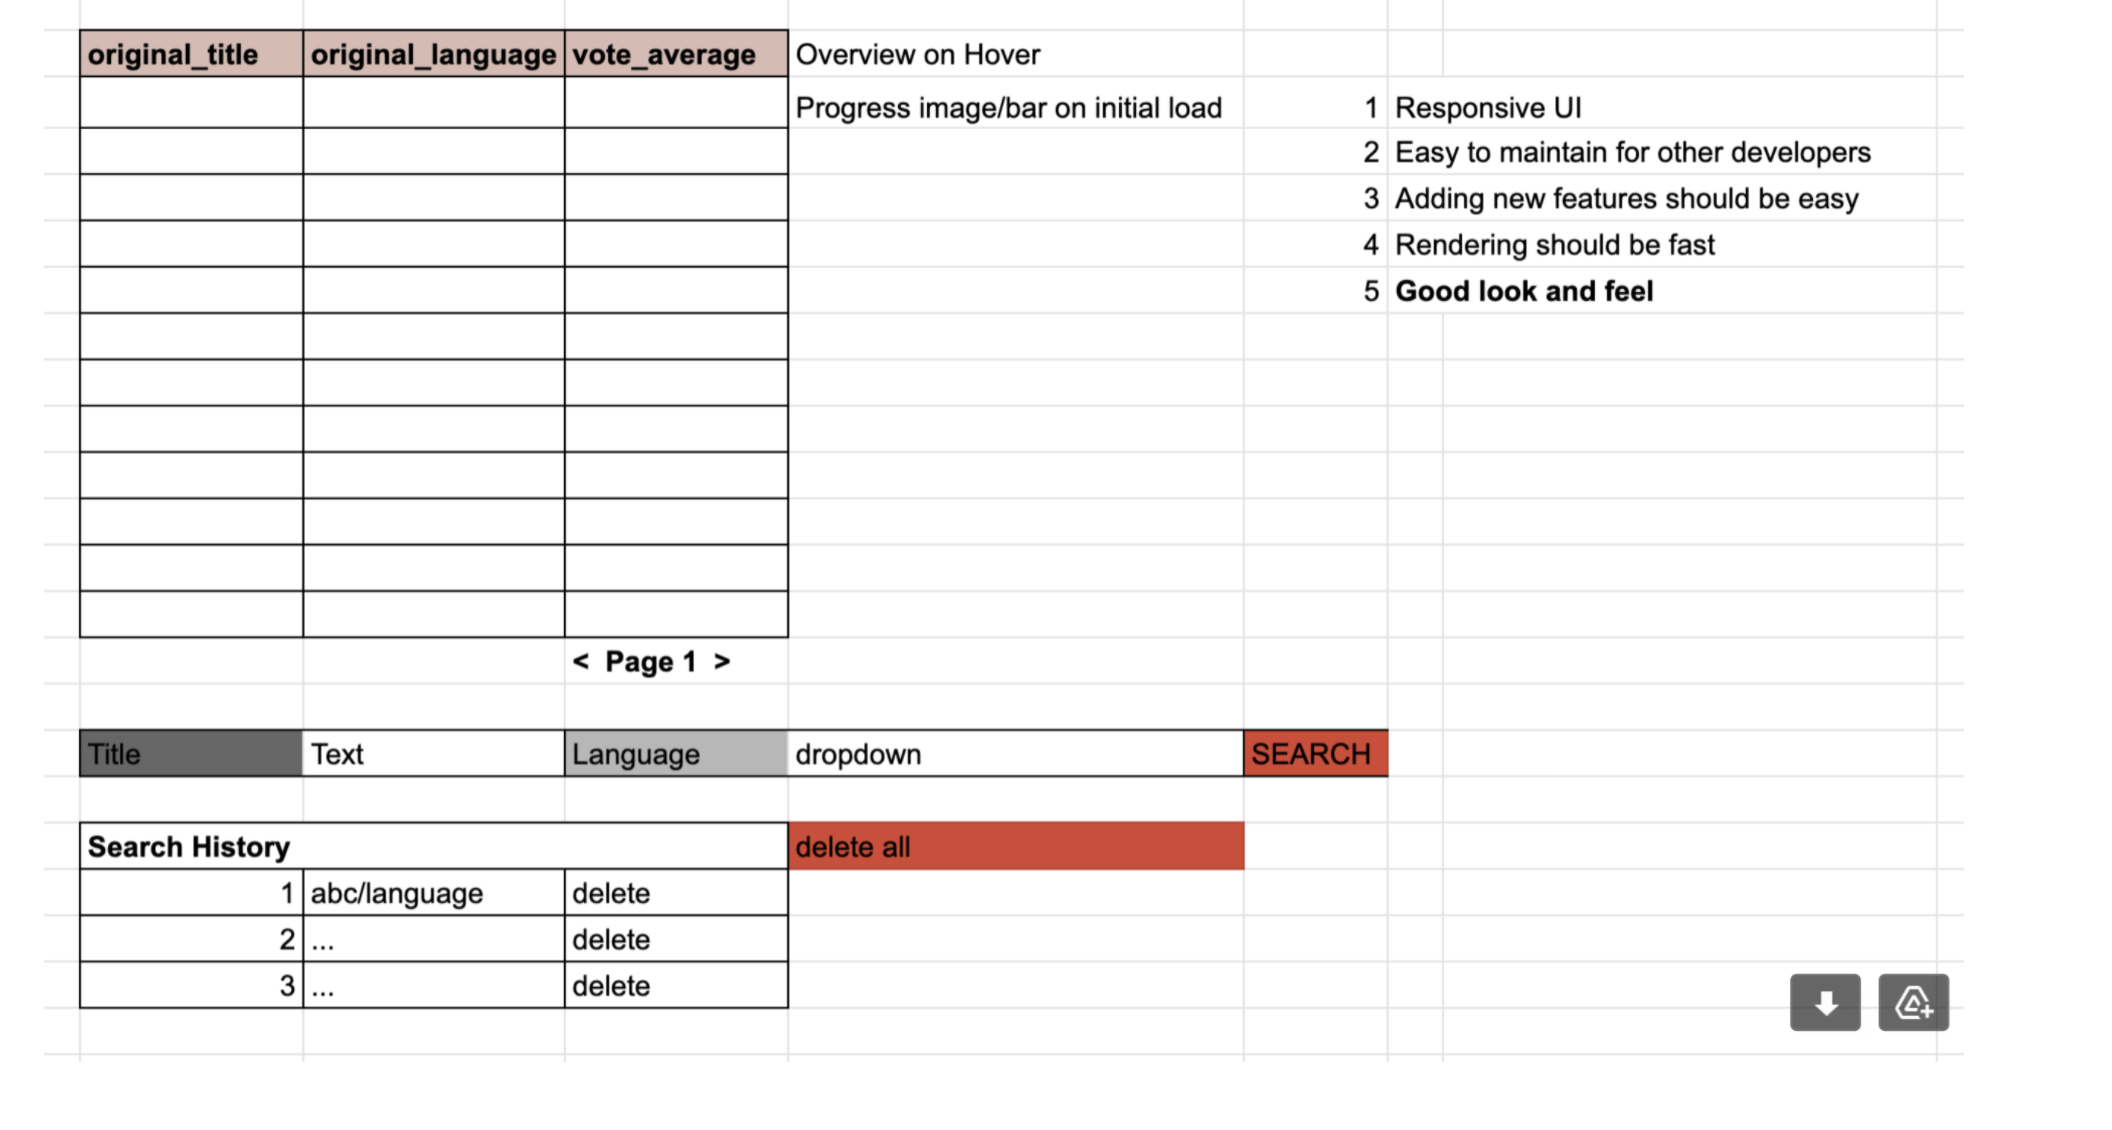 original_title original_language vote_average Overview on Hover
Progress image/bar on initial load 1 Responsive UI
2 Easy to maintain for other developers
3 Adding new features should be easy
4 Rendering should be fast
5 Good look and feel
< Page 1 >
Title Text Language dropdown SEARCH
Search History delete all
1 abc/language delete
2 ... delete
3 ... delete